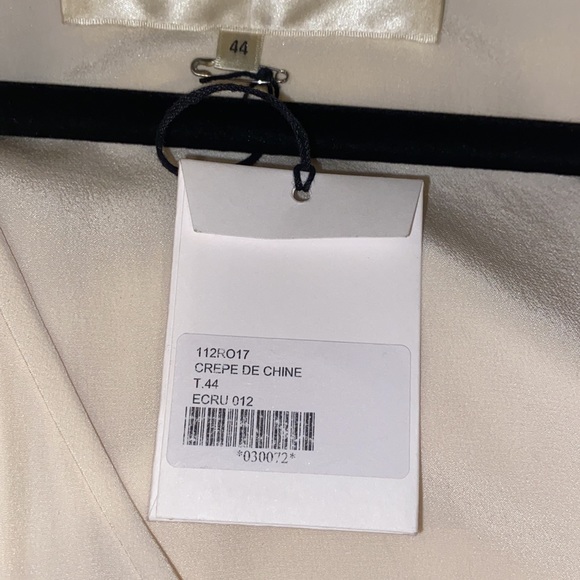 44
112RO17
CREPE DE CHINE
T.44
ECRU 012
*030072*